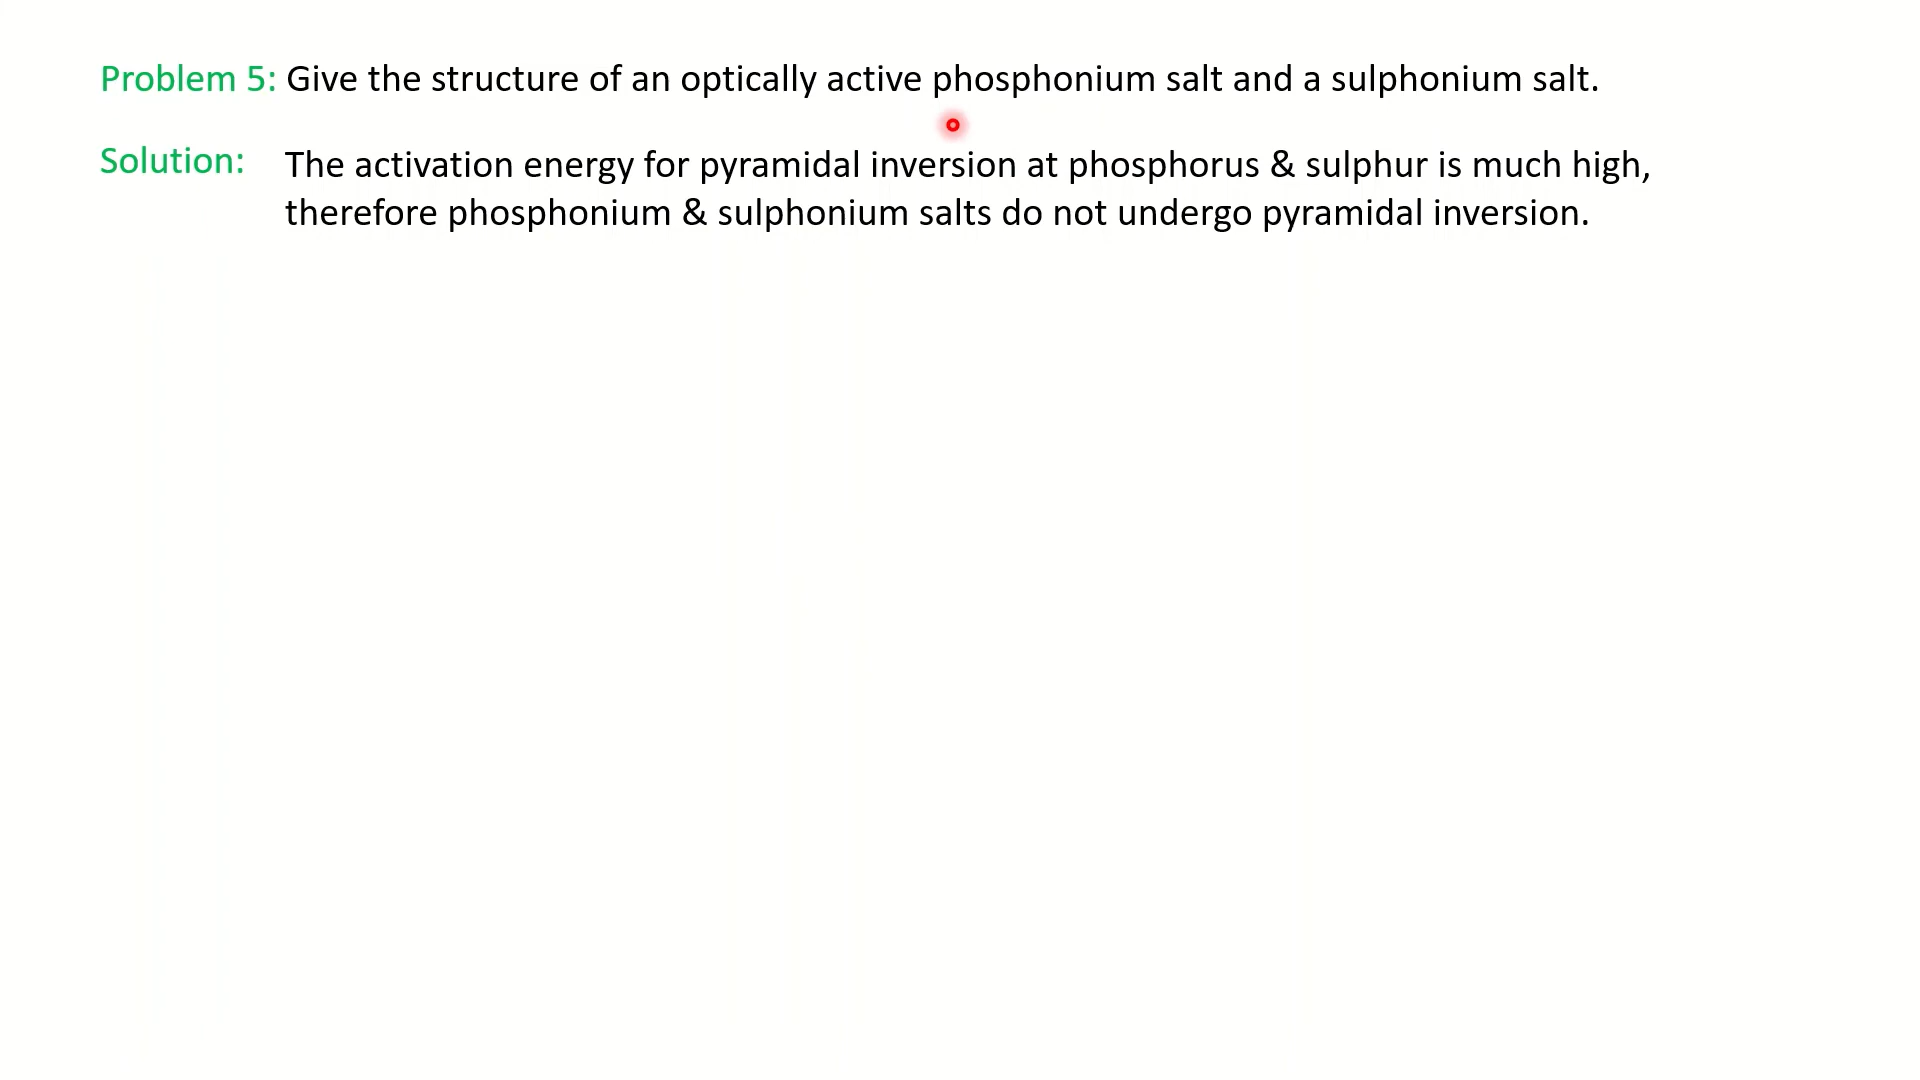 Problem 5: Give the structure of an optically active phosphonium salt and a sulphonium salt.
Solution: The activation energy for pyramidal inversion at phosphorus & sulphur is much high,
therefore phosphonium & sulphonium salts do not undergo pyramidal inversion.